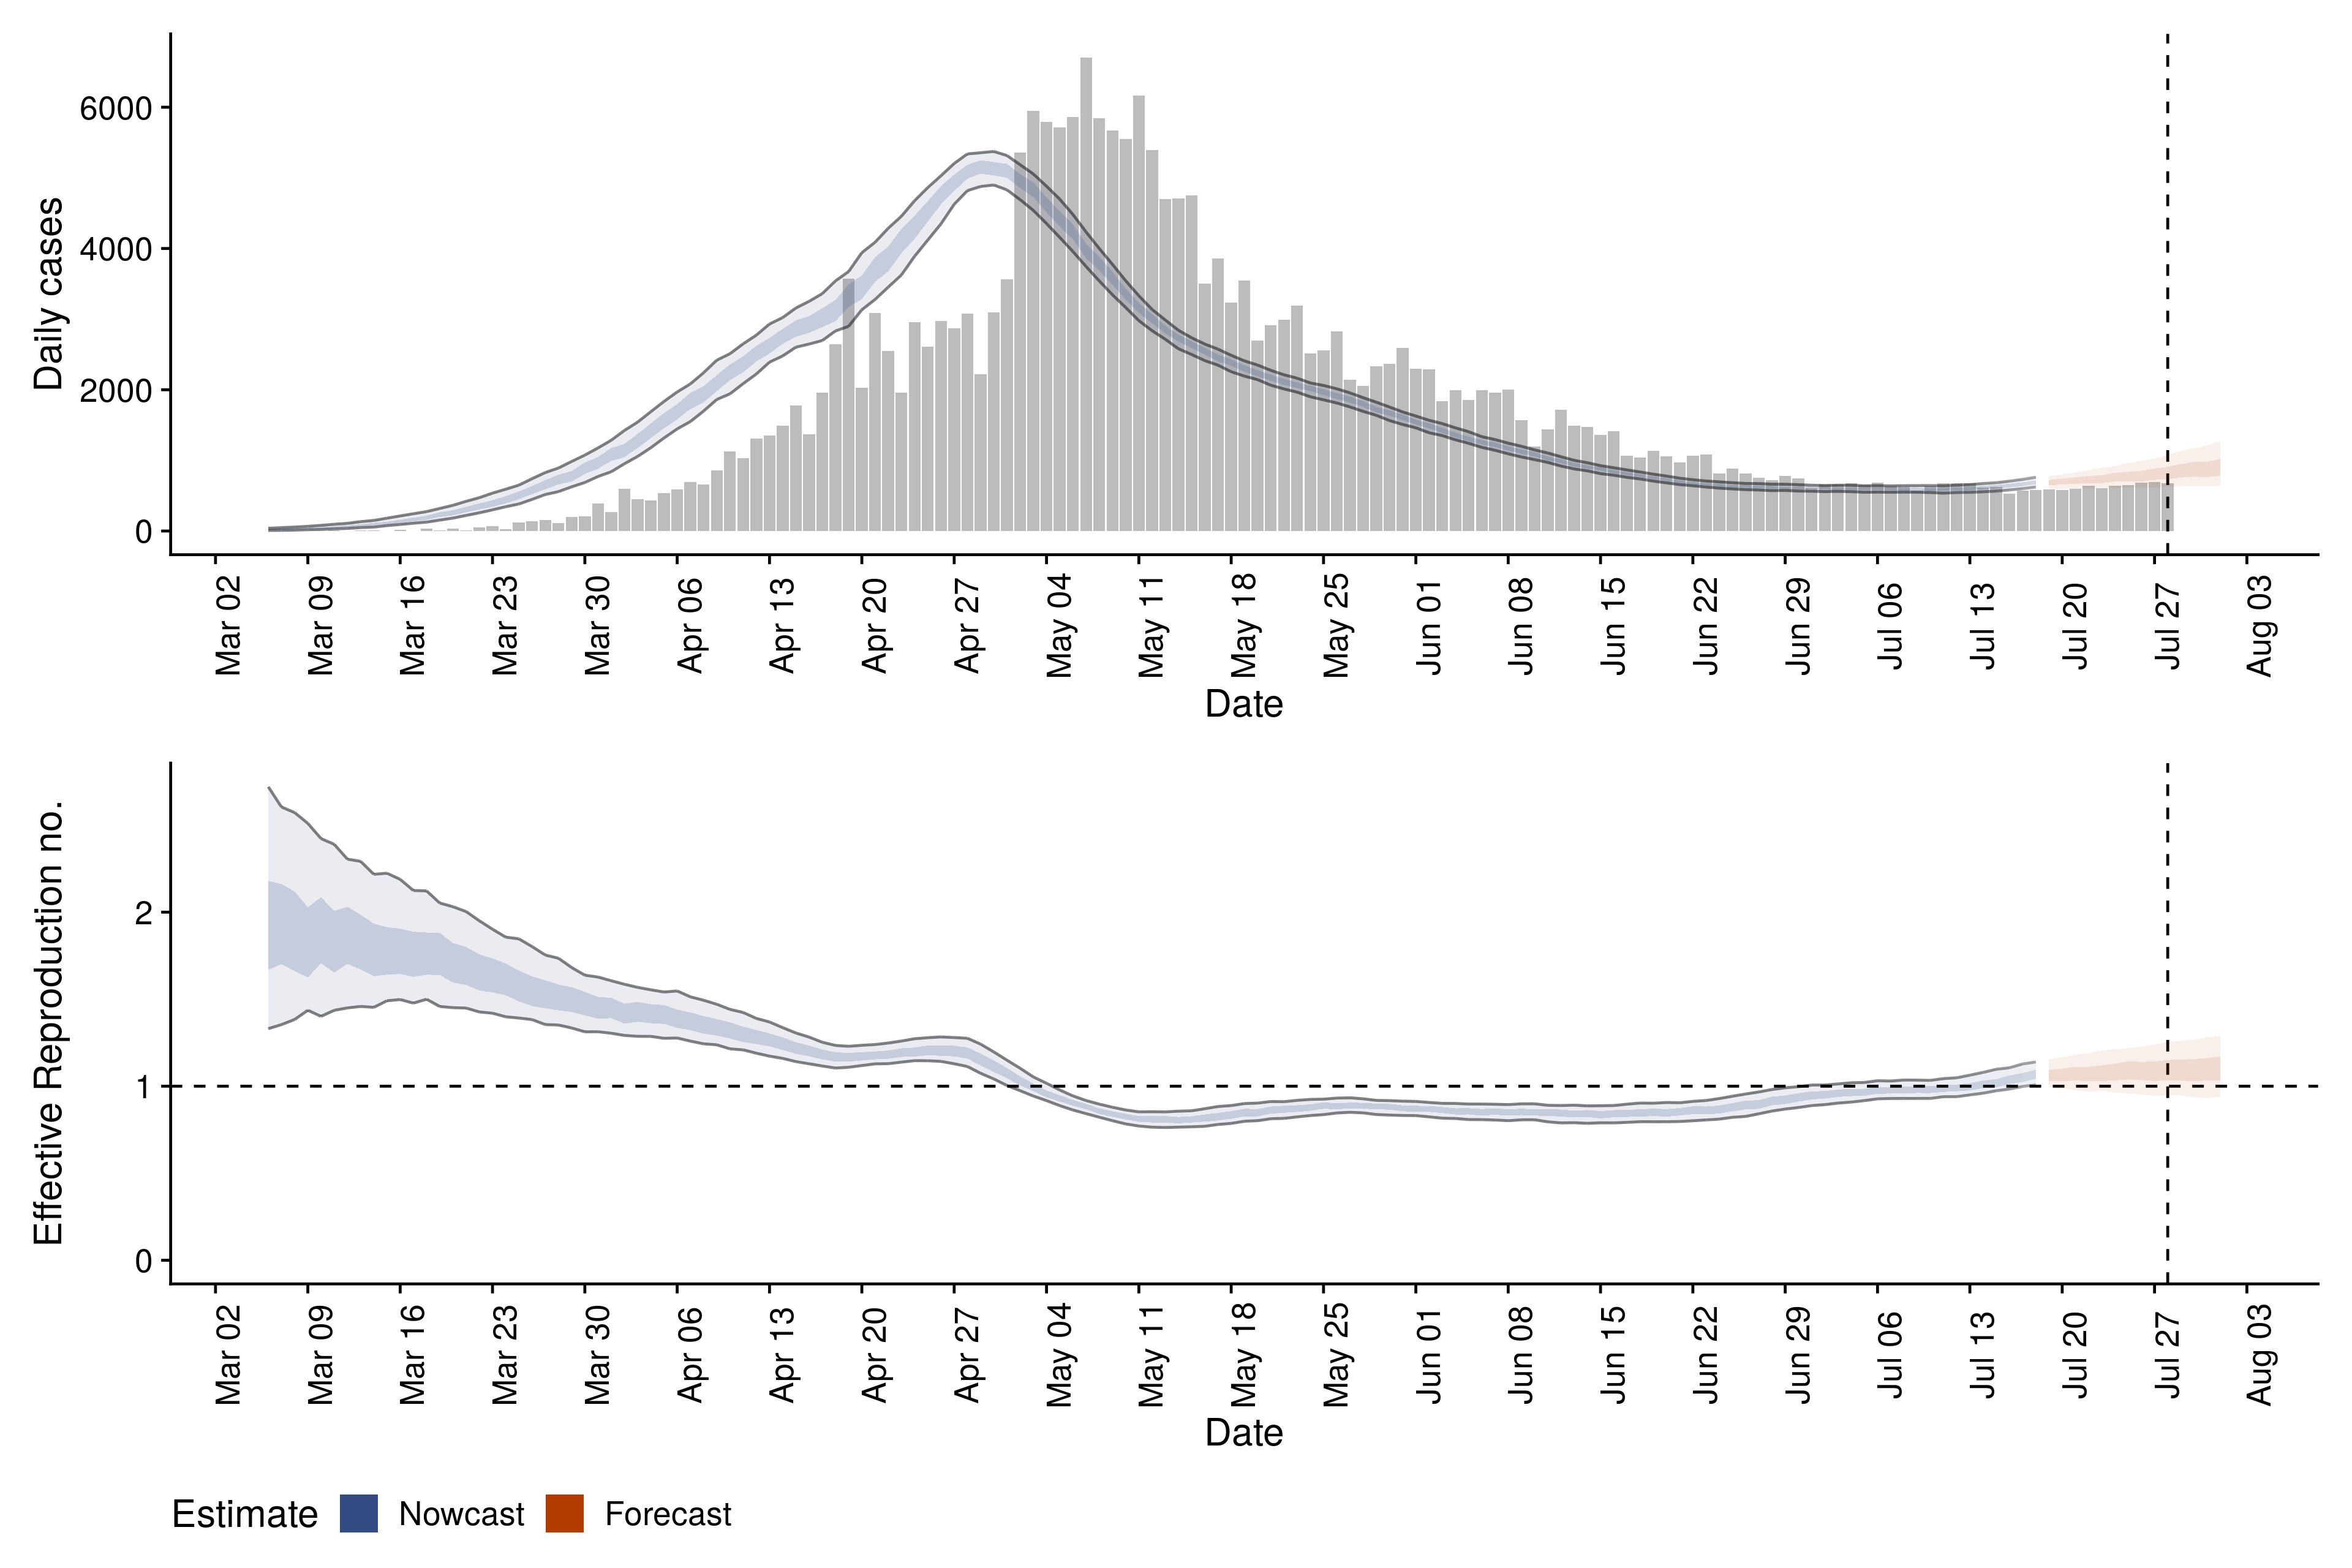 Daily cases
6000
4000
2000
0
Mar 02 Mar 09 Mar 16 Mar 23 Mar 30 Apr 06 Apr 13 Apr 20 Apr 27 May 04 May 11 May 18 May 25 Jun 01 Jun 08 Jun 15 Jun 22 Jun 29 Jul 06 Jul 13 Jul 20 Jul 27 Aug 03
Date
Effective Reproduction no.
2
1
0
Mar 02 Mar 09 Mar 16 Mar 23 Mar 30 Apr 06 Apr 13 Apr 20 Apr 27 May 04 May 11 May 18 May 25 Jun 01 Jun 08 Jun 15 Jun 22 Jun 29 Jul 06 Jul 13 Jul 20 Jul 27 Aug 03
Date
Estimate Nowcast Forecast